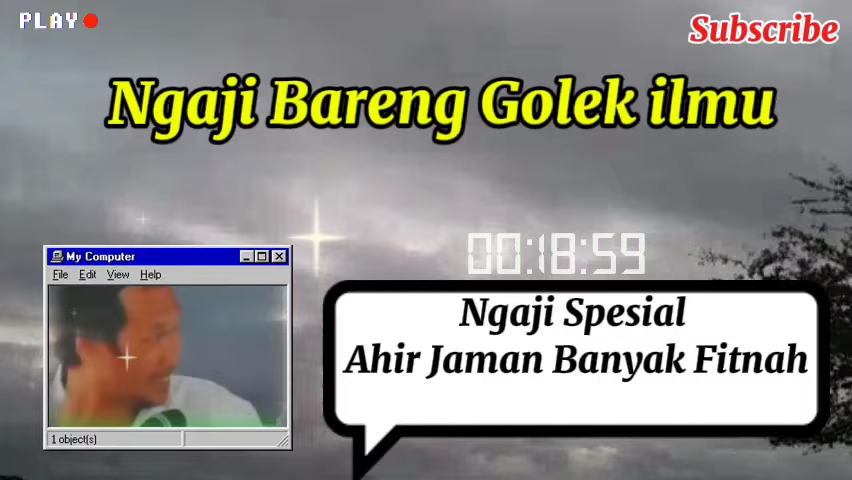 PLAY
Subscribe
Ngaji Bareng Golek ilmu
My Computer
File Edit View Help
00:18:59
Ngaji Spesial
Ahir Jaman Banyak Fitnah
1 object(s)